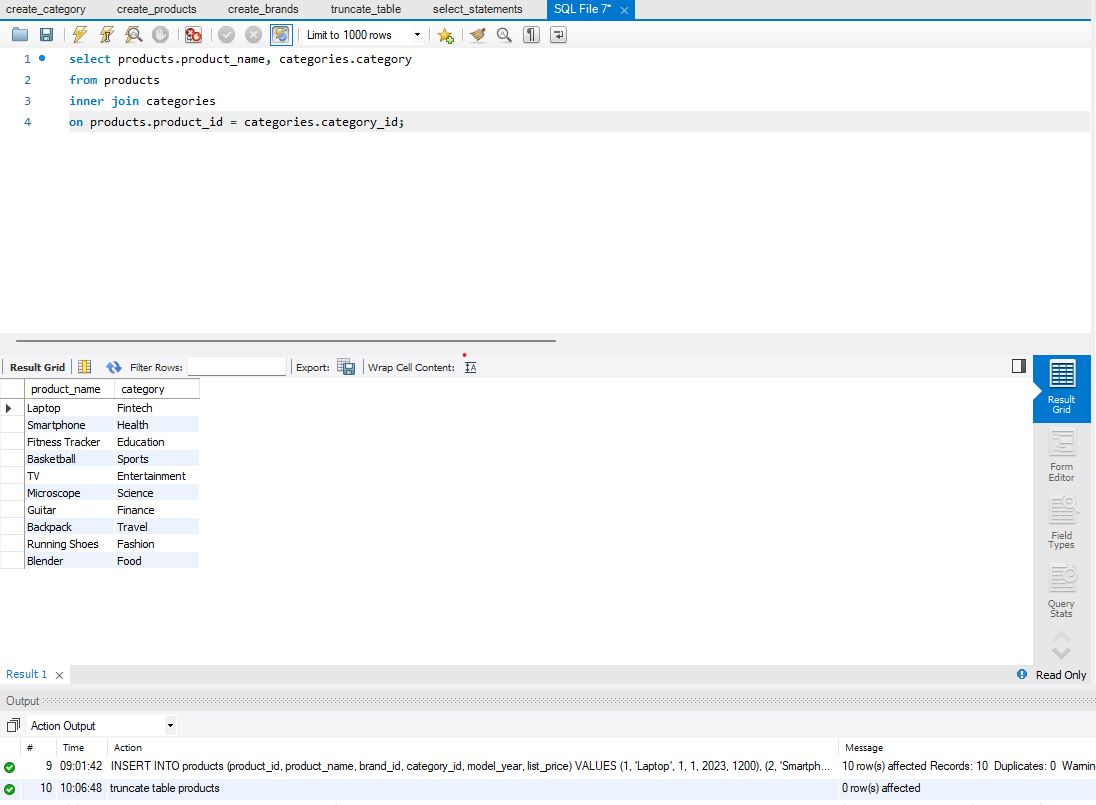 create_category create_products create_brands truncate_table select_statements SQL File 7*
Limit to 1000 rows
1 select products.product_name, categories.category
2 from products
3 inner join categories
4 on products.product_id = categories.category_id;
Result Grid Filter Rows: Export: Wrap Cell Content:
product_name category
Laptop Fintech
Smartphone Health
Fitness Tracker Education
Basketball Sports
TV Entertainment
Microscope Science
Guitar Finance
Backpack Travel
Running Shoes Fashion
Blender Food
Result
Grid
Form
Editor
Field
Types
Query
Stats
Result 1 Read Only
Output
Action Output
# Time Action Message
9 09:01:42 INSERT INTO products (product_id, product_name, brand_id, category_id, model_year, list_price) VALUES (1, 'Laptop', 1, 1, 2023, 1200), (2, 'Smartph... 10 row(s) affected Records: 10 Duplicates: 0 Warnin
10 10:06:48 truncate table products 0 row(s) affected